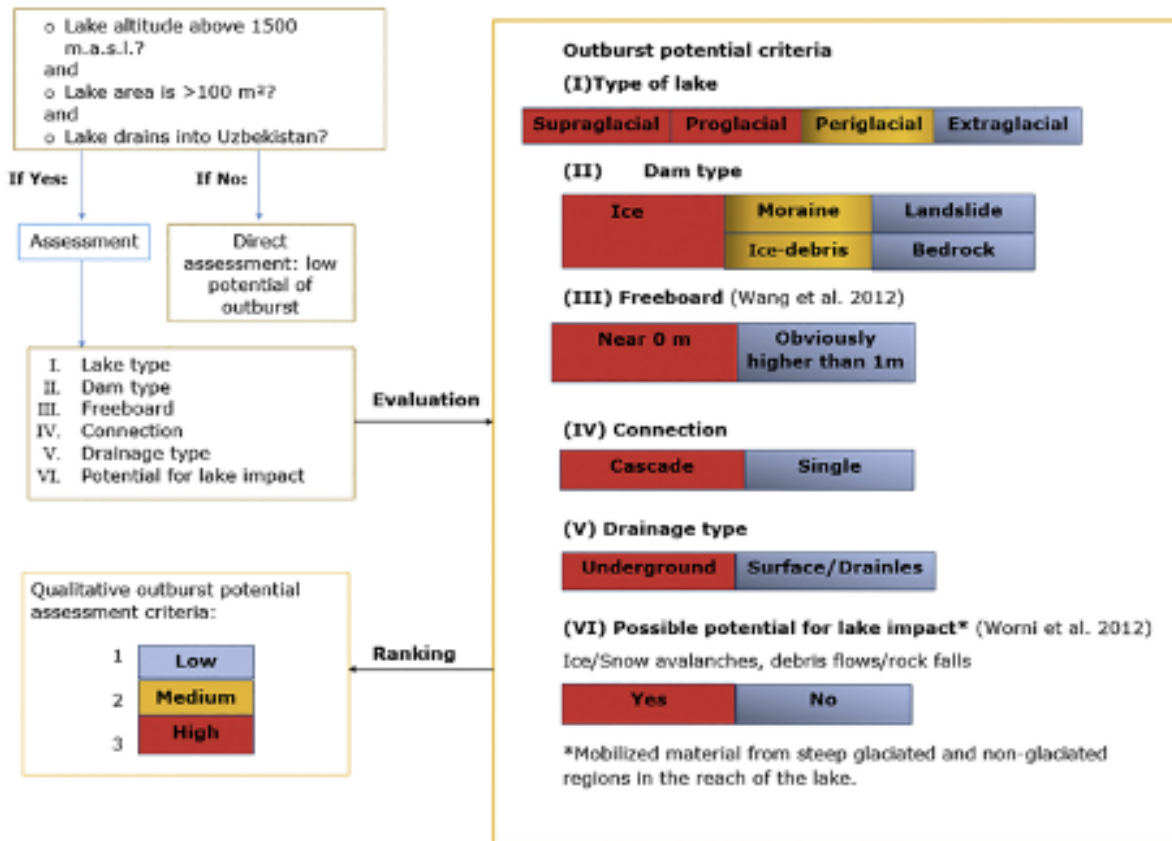 o Lake altitude above 1500
m.a.s.l.?
and
o Lake area is >100 m²?
and
o Lake drains into Uzbekistan?
If Yes:
If No:
Assessment
Direct
assessment: low
potential of
outburst
I. Lake type
II. Dam type
III. Freeboard
IV. Connection
V. Drainage type
VI. Potential for lake impact
Evaluation
Outburst potential criteria
(I)Type of lake
Supraglacial Proglacial Periglacial Extraglacial
(II) Dam type
Ice Moraine Landslide
Ice-debris Bedrock
(III) Freeboard (Wang et al. 2012)
Near 0 m
Obviously
higher than 1m
(IV) Connection
Cascade Single
(V) Drainage type
Underground Surface/Drainles
(VI) Possible potential for lake impact* (Worni et al. 2012)
Ice/Snow avalanches, debris flows/rock falls
Yes No
*Mobilized material from steep glaciated and non-glaciated
regions in the reach of the lake.
Ranking
Qualitative outburst potential
assessment criteria:
1 Low
2 Medium
3 High